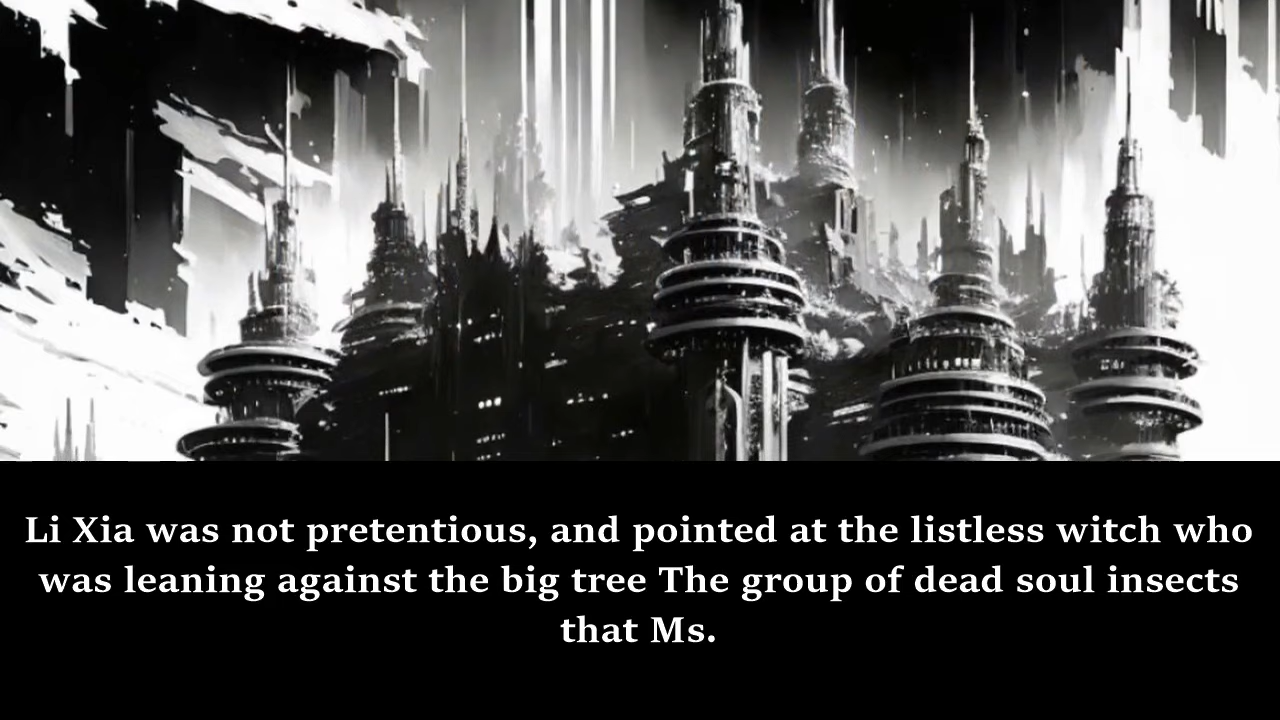 Li Xia was not pretentious, and pointed at the listless witch who
was leaning against the big tree The group of dead soul insects
that Ms.